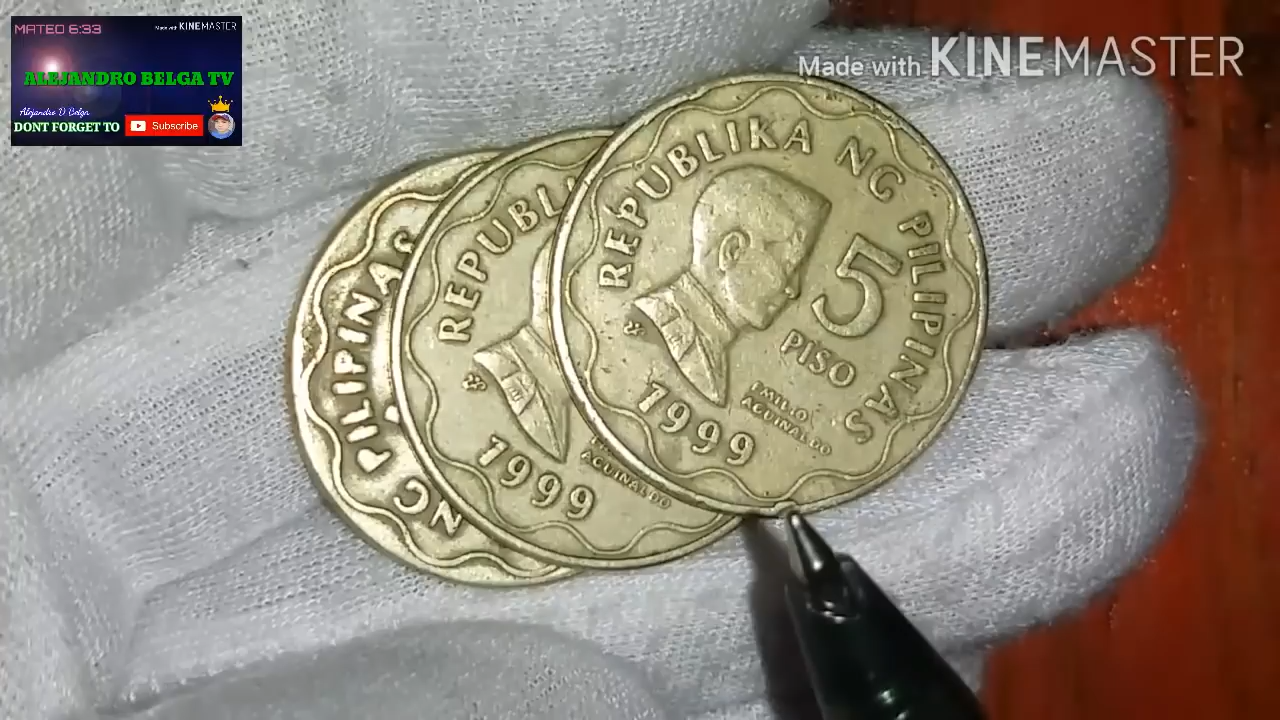 MATEO 6:33
Made with KINEMASTER
ALEJANDRO BELGA TV
Alejandro D Belga
DONT FORGET TO
Subscribe
Made with KINEMASTER
NG PILIPINAS
REPUBLI
1999
AGUINALDO
REPUBLIKA NG PILIPINAS
5
PISO
EMILIO
AGUINALDO
1999